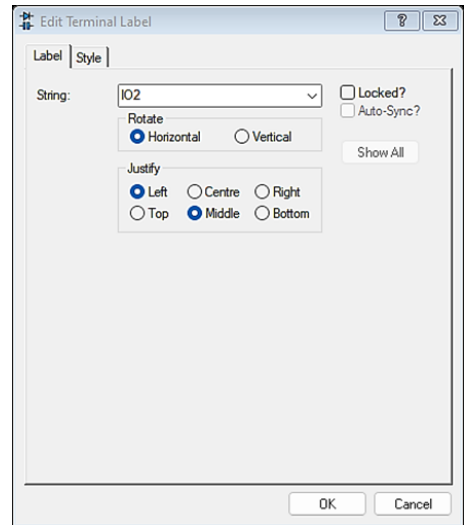 Edit Terminal Label
Label Style
String: IO2 Locked?
Auto-Sync?
Rotate
Horizontal Vertical
Show All
Justify
Left Centre Right
Top Middle Bottom
OK Cancel